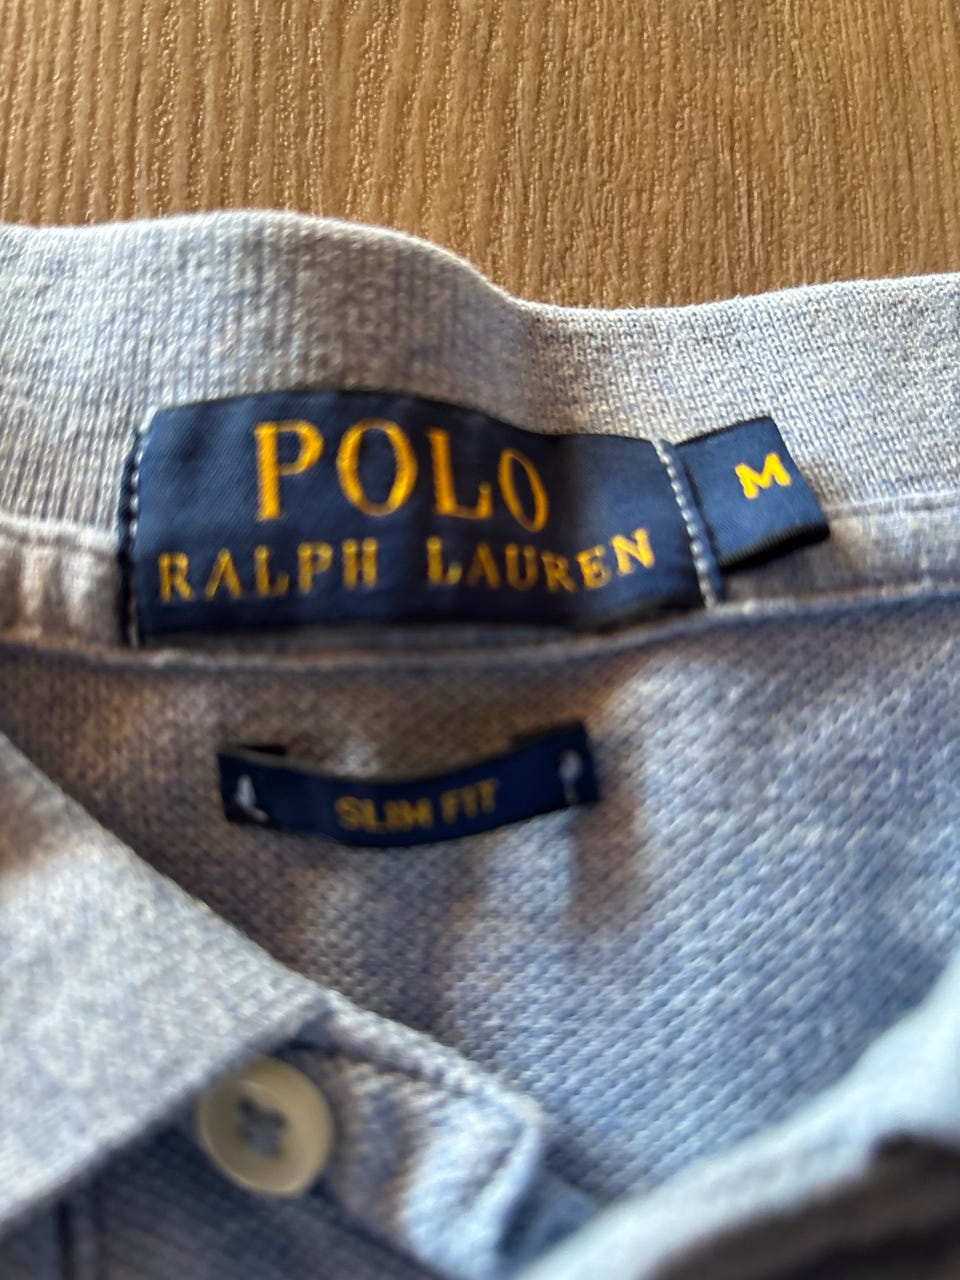 POLO
RALPH LAUREN
M
SLIM FIT